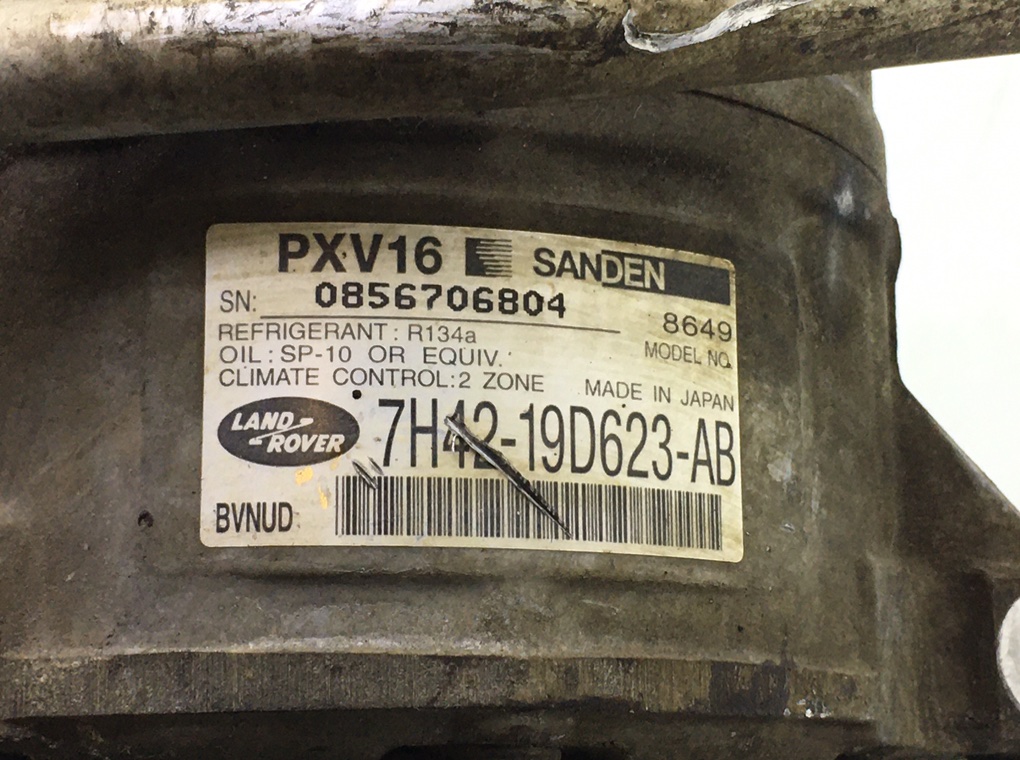 PXV16 SANDEN
SN: 0856706804
8649
REFRIGERANT : R134a
MODEL NO.
OIL : SP-10 OR EQUIV.
CLIMATE CONTROL:2 ZONE
MADE IN JAPAN
LAND ROVER
7H42-19D623-AB
BVNUD